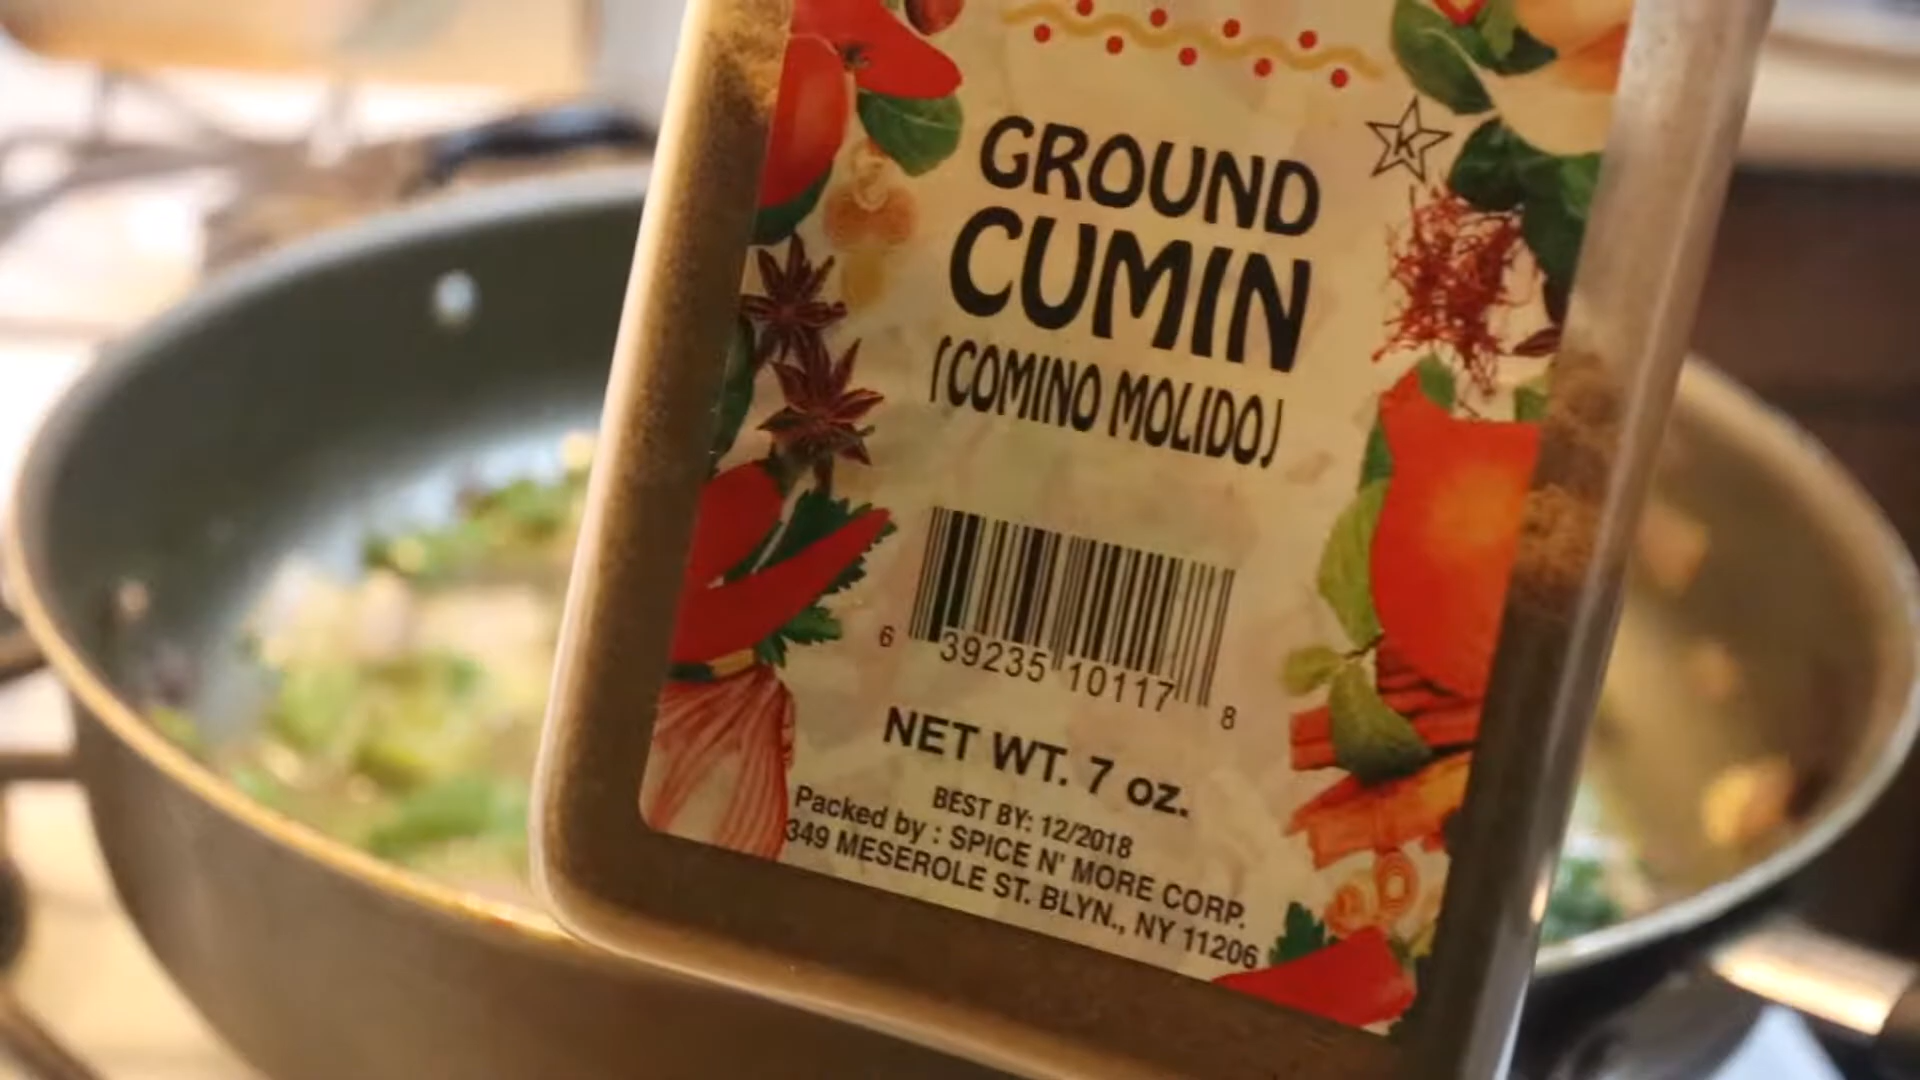 K
GROUND
CUMIN
(COMINO MOLIDO)
6 39235 10117 8
NET WT. 7 oz.
BEST BY: 12/2018
Packed by : SPICE N' MORE CORP.
349 MESEROLE ST. BLYN., NY 11206